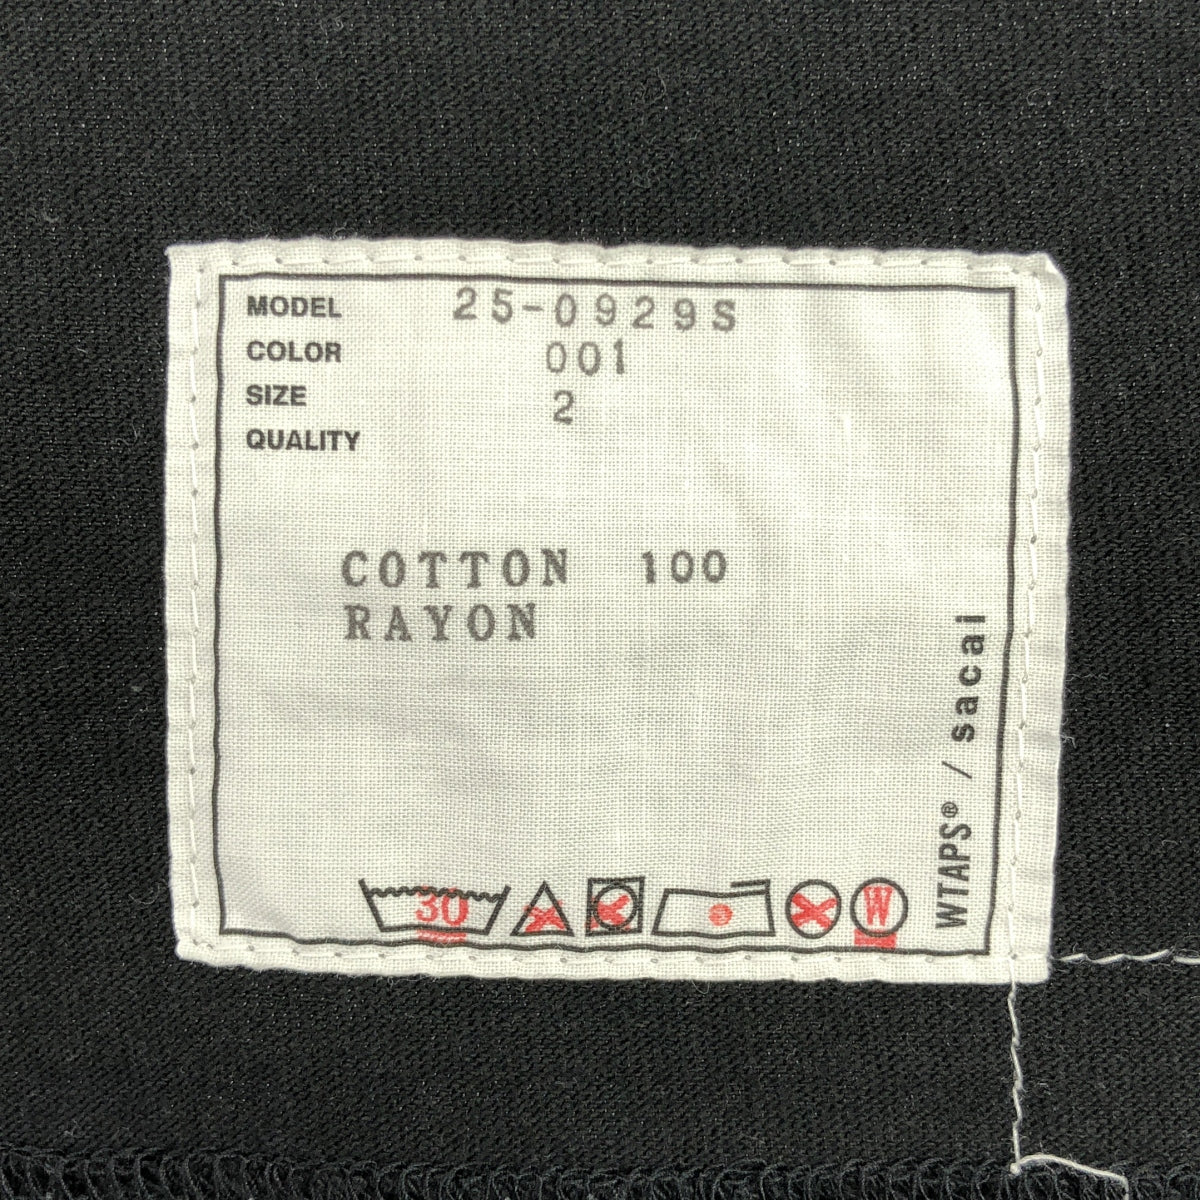 MODEL 25-0929S
COLOR 001
SIZE 2
QUALITY
COTTON 100
RAYON
WTAPS® / sacai
30
W